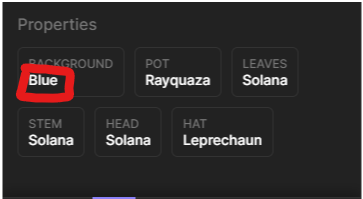 Properties
BACKGROUND POT LEAVES
Blue Rayquaza Solana
STEM HEAD HAT
Solana Solana Leprechaun